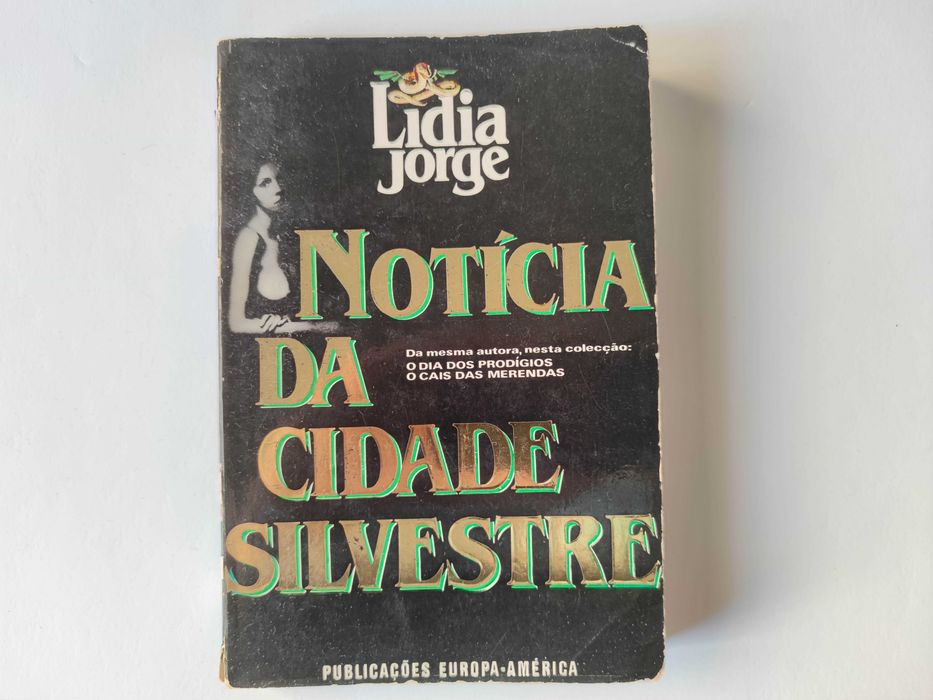 Lídia
Jorge
NOTÍCIA
DA
Da mesma autora, nesta colecção:
O DIA DOS PRODÍGIOS
O CAIS DAS MERENDAS
CIDADE
SILVESTRE
PUBLICAÇÕES EUROPA-AMÉRICA